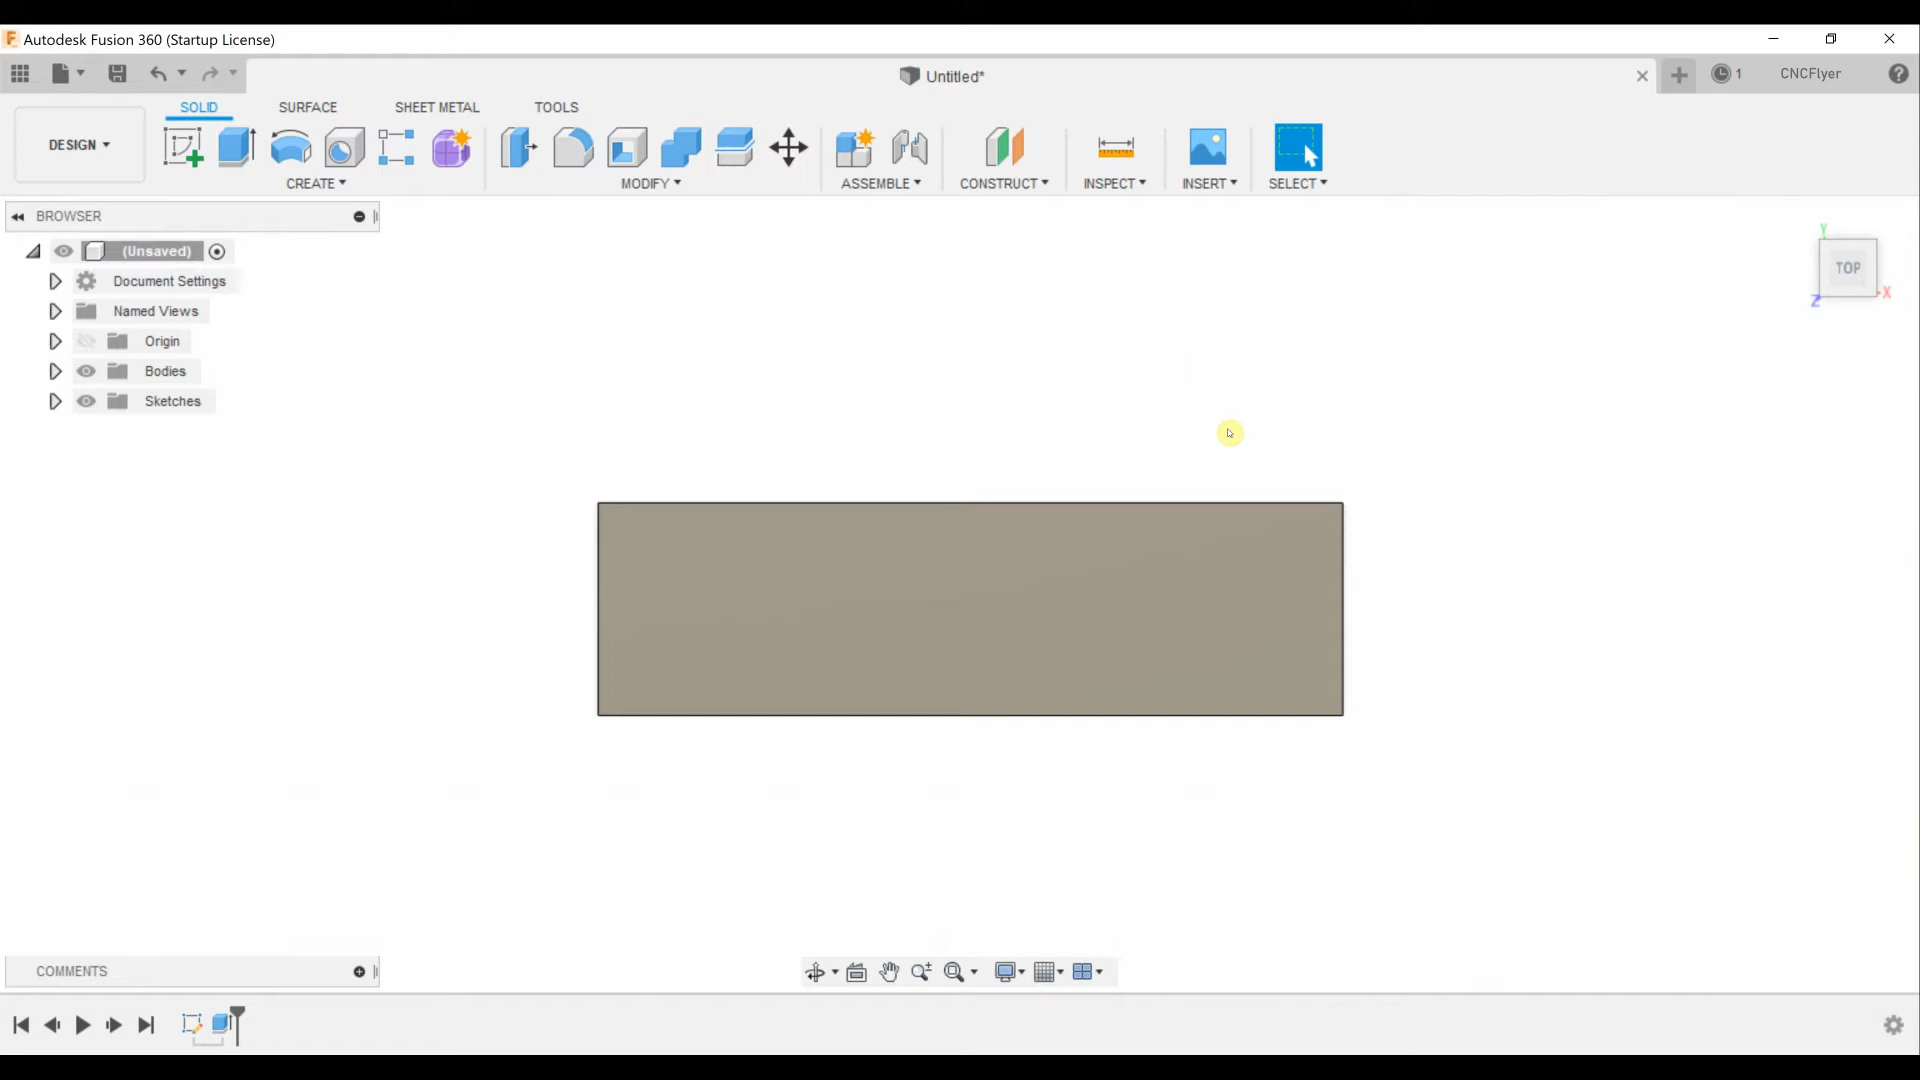 Autodesk Fusion 360 (Startup License)
Untitled*
1
CNCFlyer
DESIGN
SOLID
SURFACE
SHEET METAL
TOOLS
CREATE
MODIFY
ASSEMBLE
CONSTRUCT
INSPECT
INSERT
SELECT
BROWSER
(Unsaved)
Document Settings
Named Views
Origin
Bodies
Sketches
Y
TOP
X
Z
COMMENTS